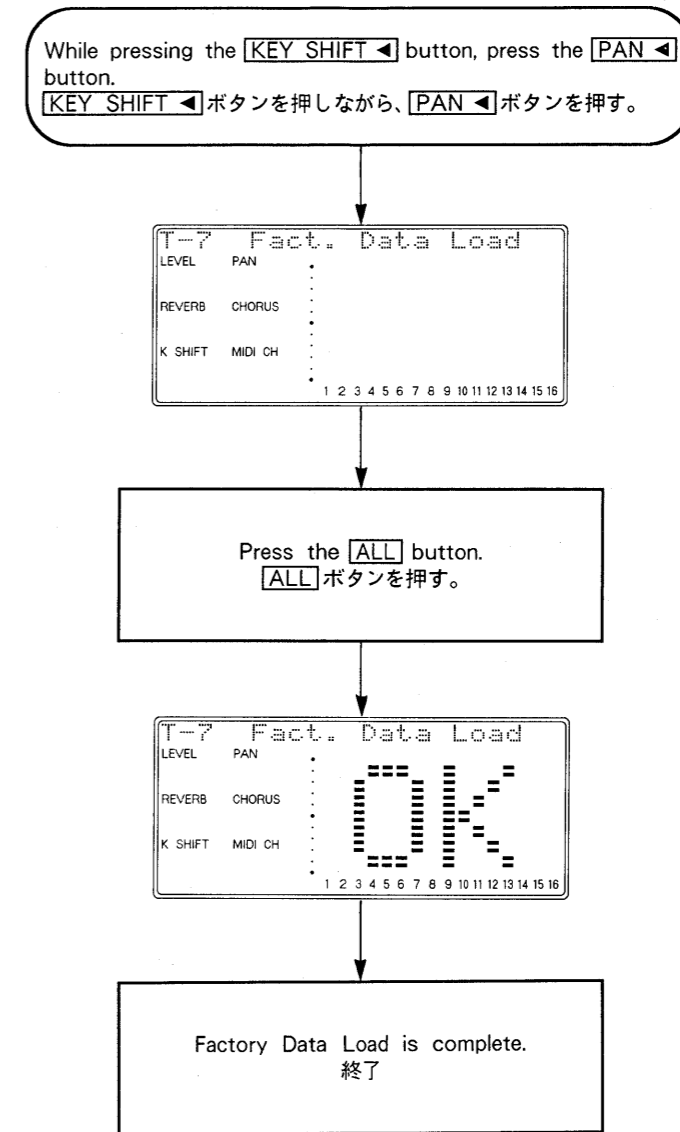 While pressing the KEY SHIFT ◀ button, press the PAN ◀
button.
KEY SHIFT ◀ボタンを押しながら、PAN ◀ボタンを押す。
T-7 Fact. Data Load
LEVEL PAN
REVERB CHORUS
K SHIFT MIDI CH
1 2 3 4 5 6 7 8 9 10 11 12 13 14 15 16
Press the ALL button.
ALLボタンを押す。
T-7 Fact. Data Load
LEVEL PAN
OK
REVERB CHORUS
K SHIFT MIDI CH
1 2 3 4 5 6 7 8 9 10 11 12 13 14 15 16
Factory Data Load is complete.
終了